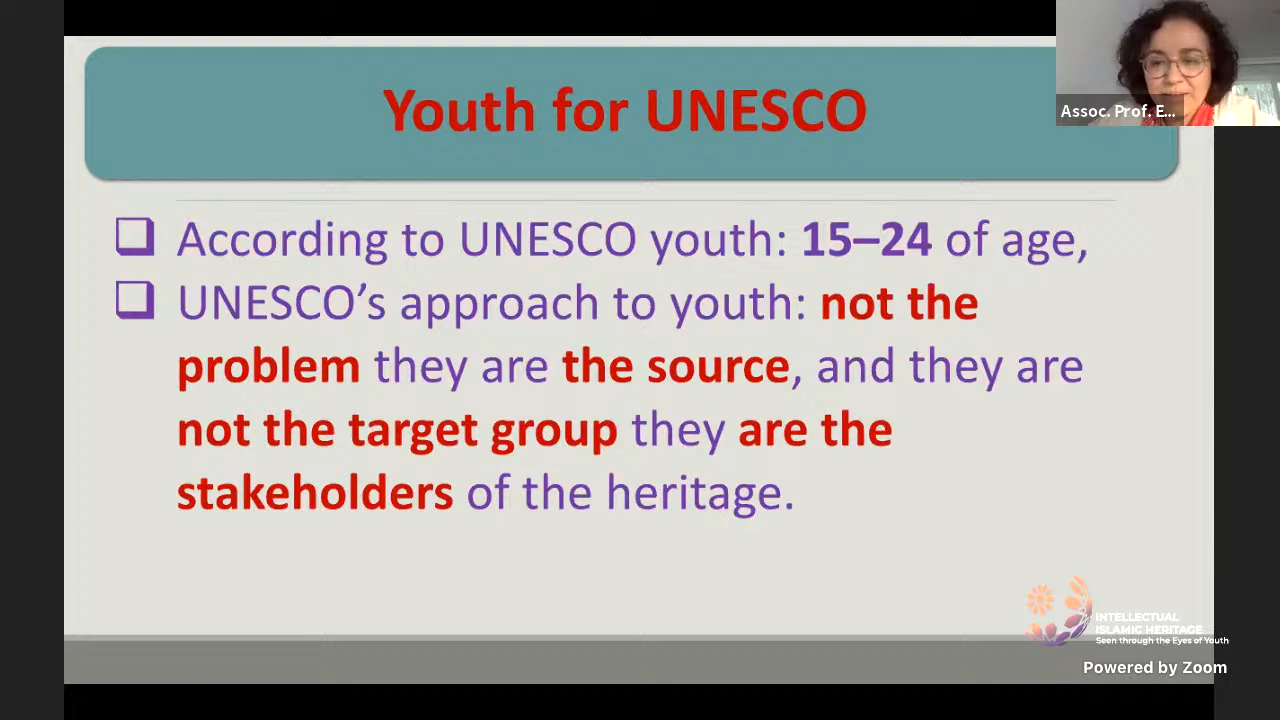 Youth for UNESCO
Assoc. Prof. E...
According to UNESCO youth: 15–24 of age,
UNESCO’s approach to youth: not the
problem they are the source, and they are
not the target group they are the
stakeholders of the heritage.
INTELLECTUAL
ISLAMIC HERITAGE
Seen through the Eyes of Youth
Powered by Zoom